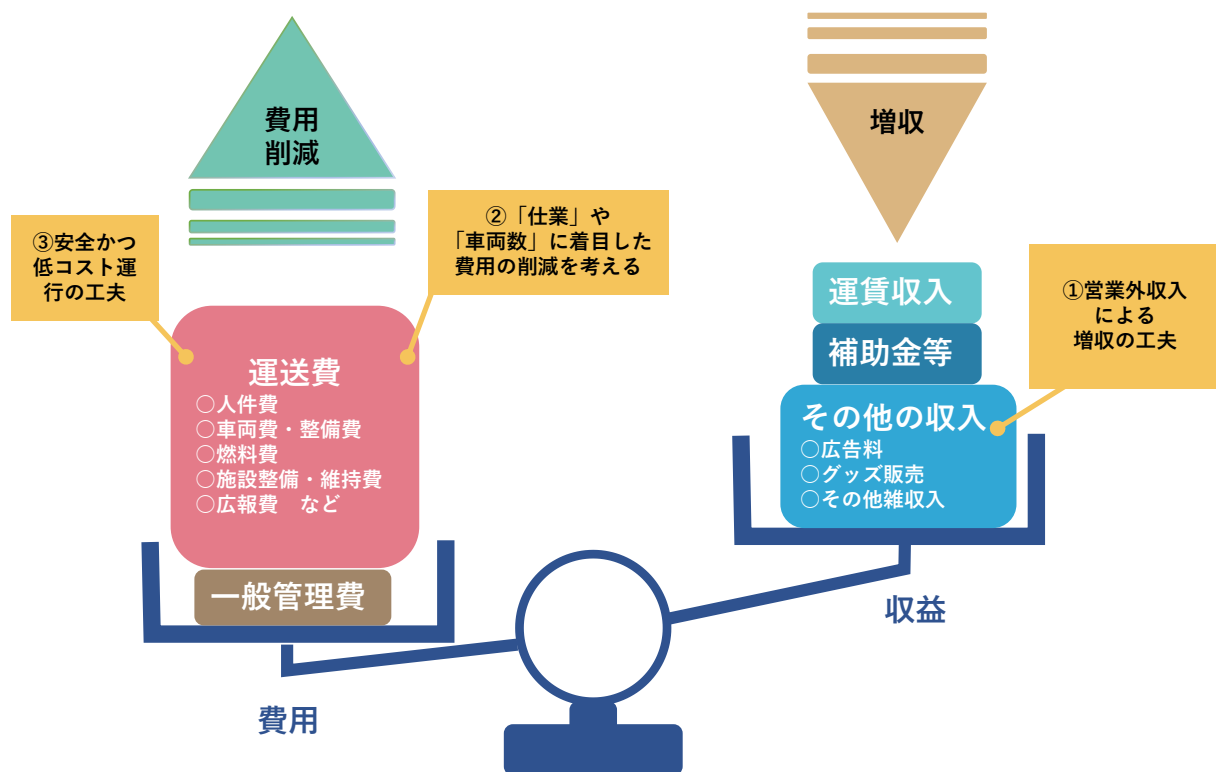 費用
削減
増収
③安全かつ
低コスト運
行の工夫
②「仕業」や
「車両数」に着目した
費用の削減を考える
①営業外収入
による
増収の工夫
運送費
○人件費
○車両費・整備費
○燃料費
○施設整備・維持費
○広報費　など
一般管理費
費用
運賃収入
補助金等
その他の収入
○広告料
○グッズ販売
○その他雑収入
収益